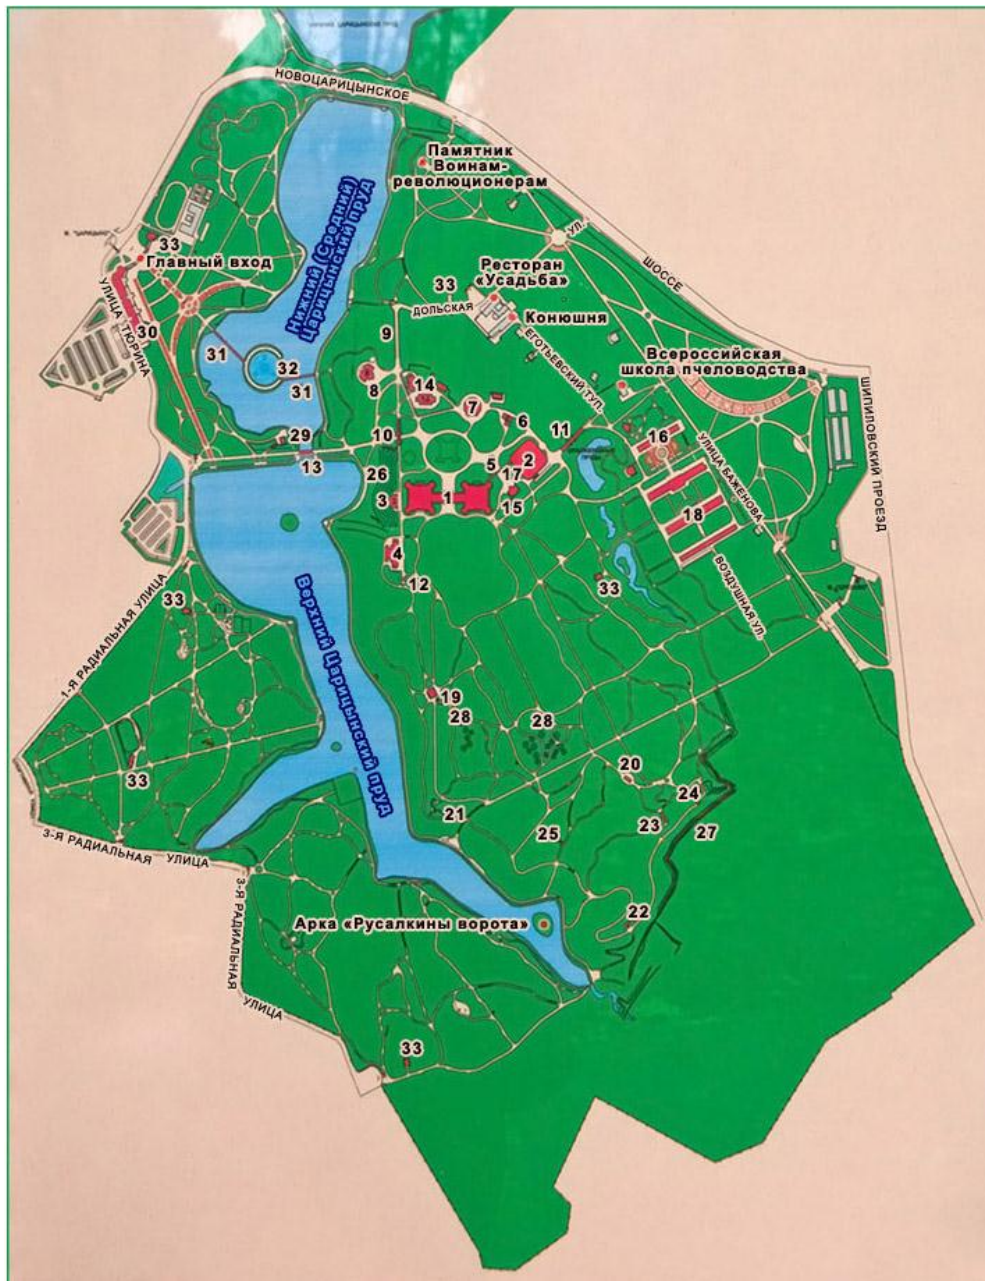 НОВОЦАРИЦЫНСКОЕ
Памятник
Воинам-
революционерам
Нижний (Средний)
Царицынский пруд
УЛ.
ШОССЕ
33
Главный вход
УЛИЦА ТЮРИНА
Ресторан
«Усадьба»
33
ДОЛЬСКАЯ
Конюшня
30
31
9
32
31
ЕГОТЬЕВСКИЙ ТУП.
Всероссийская
школа пчеловодства
8
14
7
6
11
ШИПИЛОВСКИЙ ПРОЕЗД
29
10
16
УЛИЦА БАЖЕНОВА
13
5
2
26
17
3
1
15
18
4
12
33
ВОЗДУШНАЯ УЛ.
33
1-Я РАДИАЛЬНАЯ УЛИЦА
Верхний Царицынский пруд
19
28
28
33
20
24
21
25
23
27
3-Я РАДИАЛЬНАЯ УЛИЦА
3-Я РАДИАЛЬНАЯ УЛИЦА
22
Арка «Русалкины ворота»
33